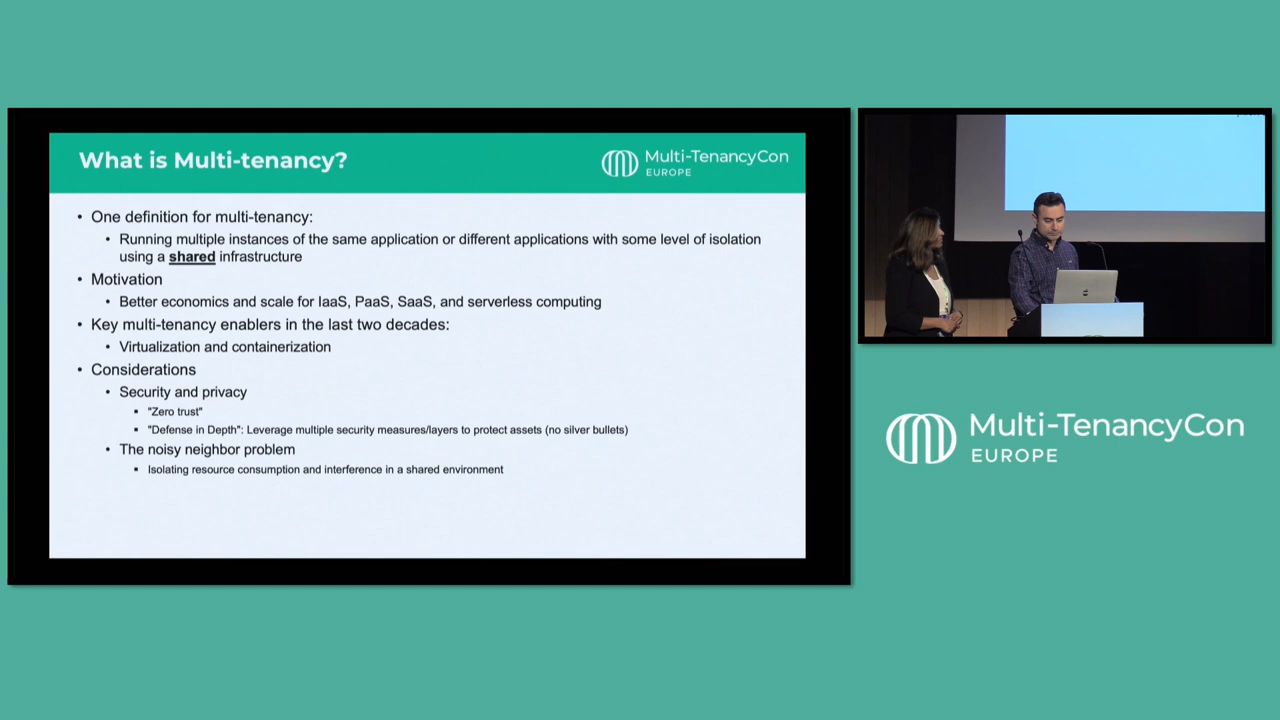 What is Multi-tenancy?
Multi-TenancyCon
EUROPE
• One definition for multi-tenancy:
• Running multiple instances of the same application or different applications with some level of isolation
using a shared infrastructure
• Motivation
• Better economics and scale for IaaS, PaaS, SaaS, and serverless computing
• Key multi-tenancy enablers in the last two decades:
• Virtualization and containerization
• Considerations
• Security and privacy
▪ "Zero trust"
▪ "Defense in Depth": Leverage multiple security measures/layers to protect assets (no silver bullets)
• The noisy neighbor problem
▪ Isolating resource consumption and interference in a shared environment
Multi-TenancyCon
EUROPE